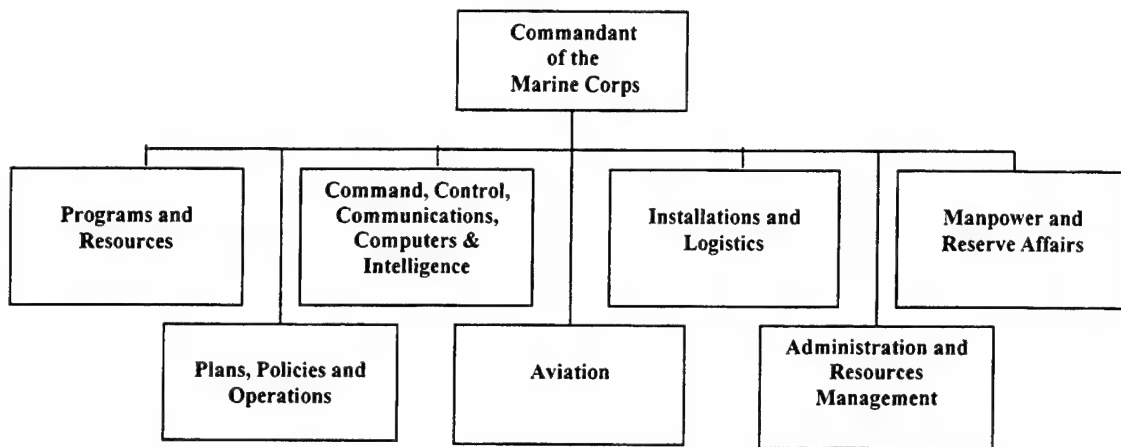 Commandant
of the
Marine Corps
Programs and
Resources
Command, Control,
Communications,
Computers &
Intelligence
Installations and
Logistics
Manpower and
Reserve Affairs
Plans, Policies and
Operations
Aviation
Administration and
Resources
Management